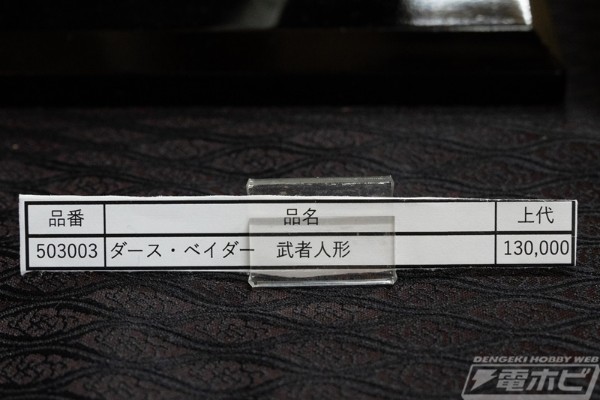 品番 品名 上代
503003 ダース・ベイダー 武者人形 130,000
DENGEKI HOBBY WEB
電ホビ